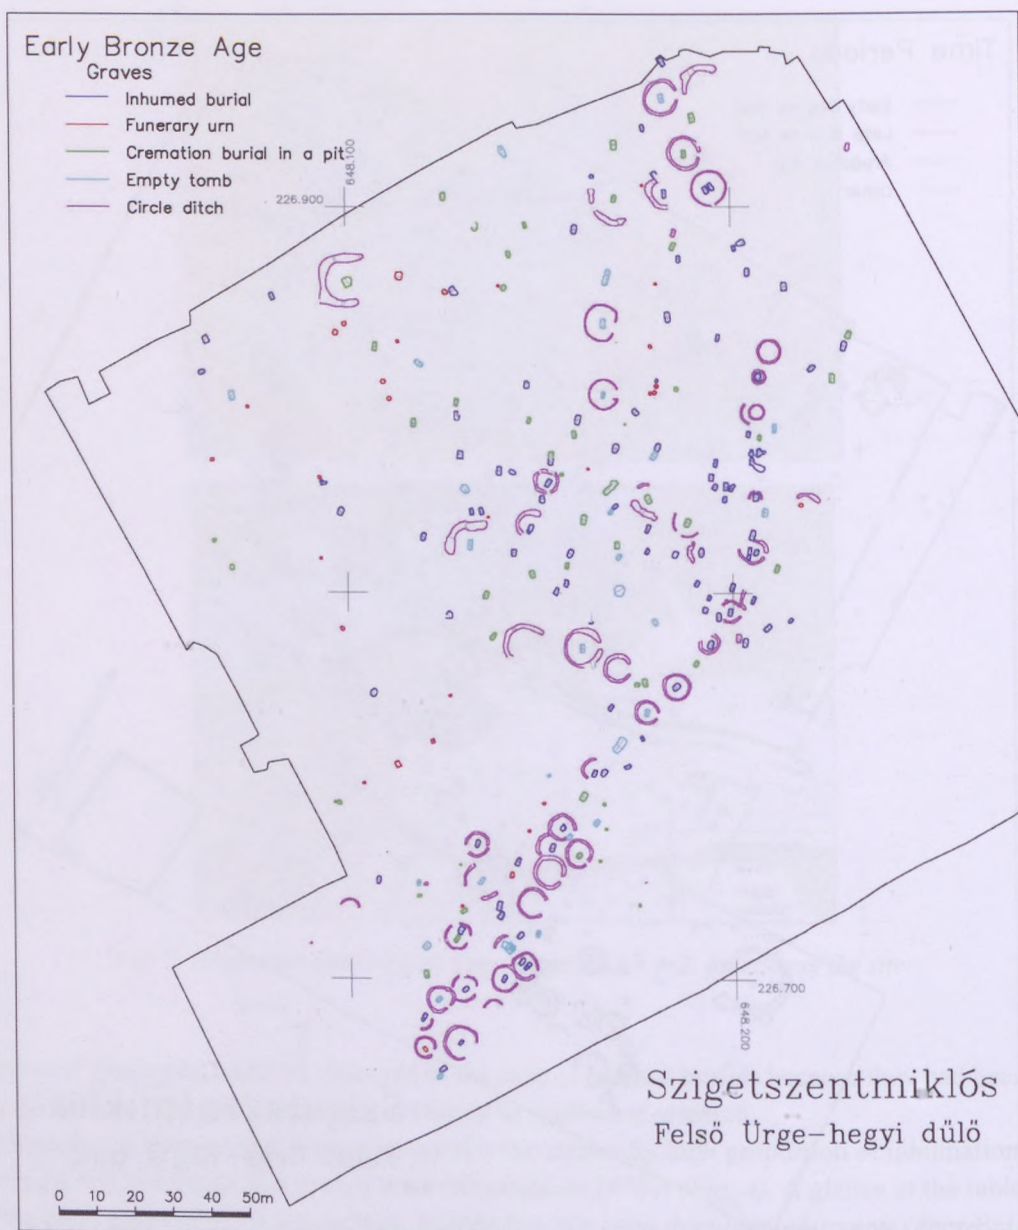 Early Bronze Age
Graves
Inhumed burial
Funerary urn
Cremation burial in a pit
Empty tomb
Circle ditch
648.100
226.900
226.700
648.200
Szigetszentmiklós
Felső Ürge-hegyi dűlő
0 10 20 30 40 50m